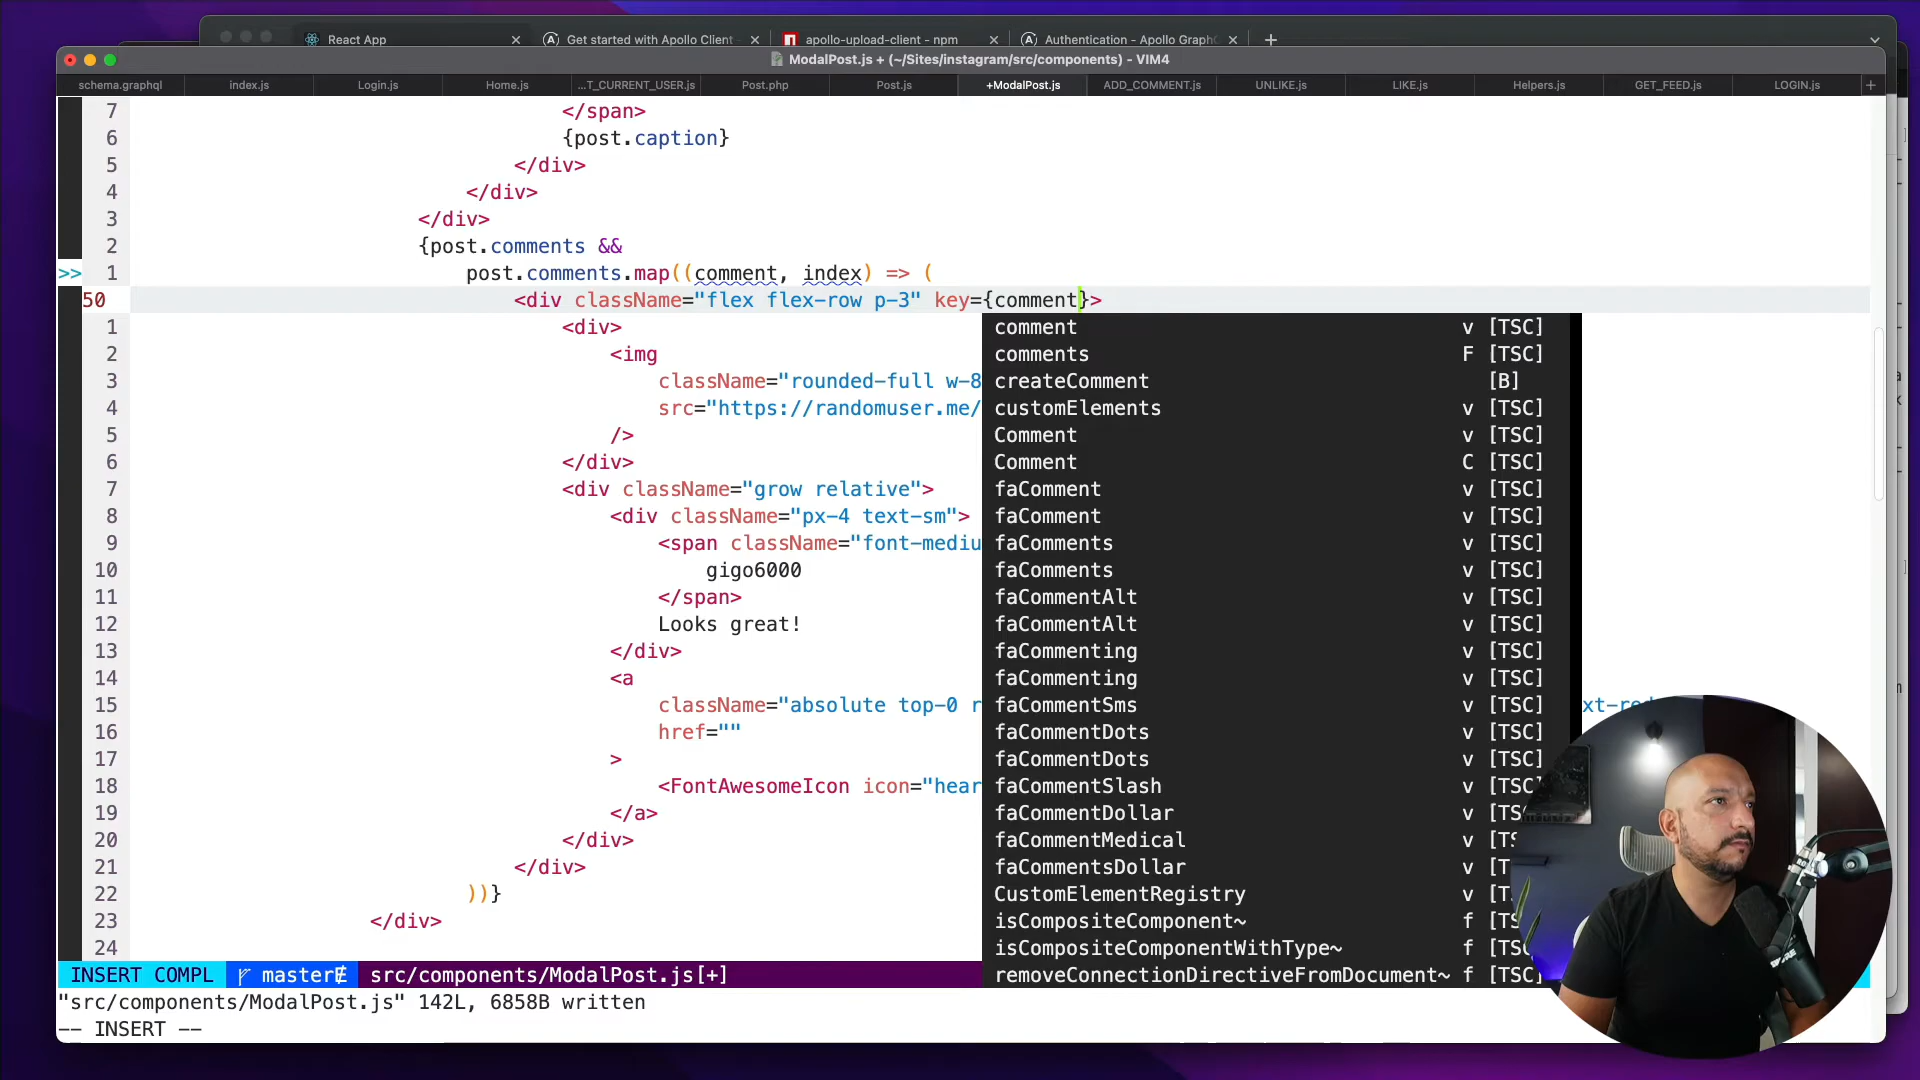 React App
Get started with Apollo Client
apollo-upload-client - npm
Authentication - Apollo GraphQ
ModalPost.js + (~/Sites/instagram/src/components) - VIM4
schema.graphql
index.js
Login.js
Home.js
...T_CURRENT_USER.js
Post.php
Post.js
+ModalPost.js
ADD_COMMENT.js
UNLIKE.js
LIKE.js
Helpers.js
GET_FEED.js
LOGIN.js
7 </span>
6 {post.caption}
5 </div>
4 </div>
3 </div>
2 {post.comments &&
>> 1 post.comments.map((comment, index) => (
50 <div className="flex flex-row p-3" key={comment}>
1 <div> comment v [TSC]
2 <img comments F [TSC]
3 className="rounded-full w-8 createComment [B]
4 src="https://randomuser.me/ customElements v [TSC]
5 /> Comment v [TSC]
6 </div> Comment C [TSC]
7 <div className="grow relative"> faComment v [TSC]
8 <div className="px-4 text-sm"> faComment v [TSC]
9 <span className="font-mediu faComments v [TSC]
10 gigo6000 faComments v [TSC]
11 </span> faCommentAlt v [TSC]
12 Looks great! faCommentAlt v [TSC]
13 </div> faCommenting v [TSC]
14 <a faCommenting v [TSC]
15 className="absolute top-0 r faCommentSms v [TSC]
16 href="" faCommentDots v [TSC]
17 > faCommentDots v [TSC]
18 <FontAwesomeIcon icon="hear faCommentSlash v [TSC]
19 </a> faCommentDollar v [TS
20 </div> faCommentMedical v [TS
21 </div> faCommentsDollar v [T
22 ))} CustomElementRegistry v [T
23 </div> isCompositeComponent~ f [TS
24 isCompositeComponentWithType~ f [TS
INSERT COMPL master src/components/ModalPost.js[+] removeConnectionDirectiveFromDocument~ f [TSC]
"src/components/ModalPost.js" 142L, 6858B written
-- INSERT --